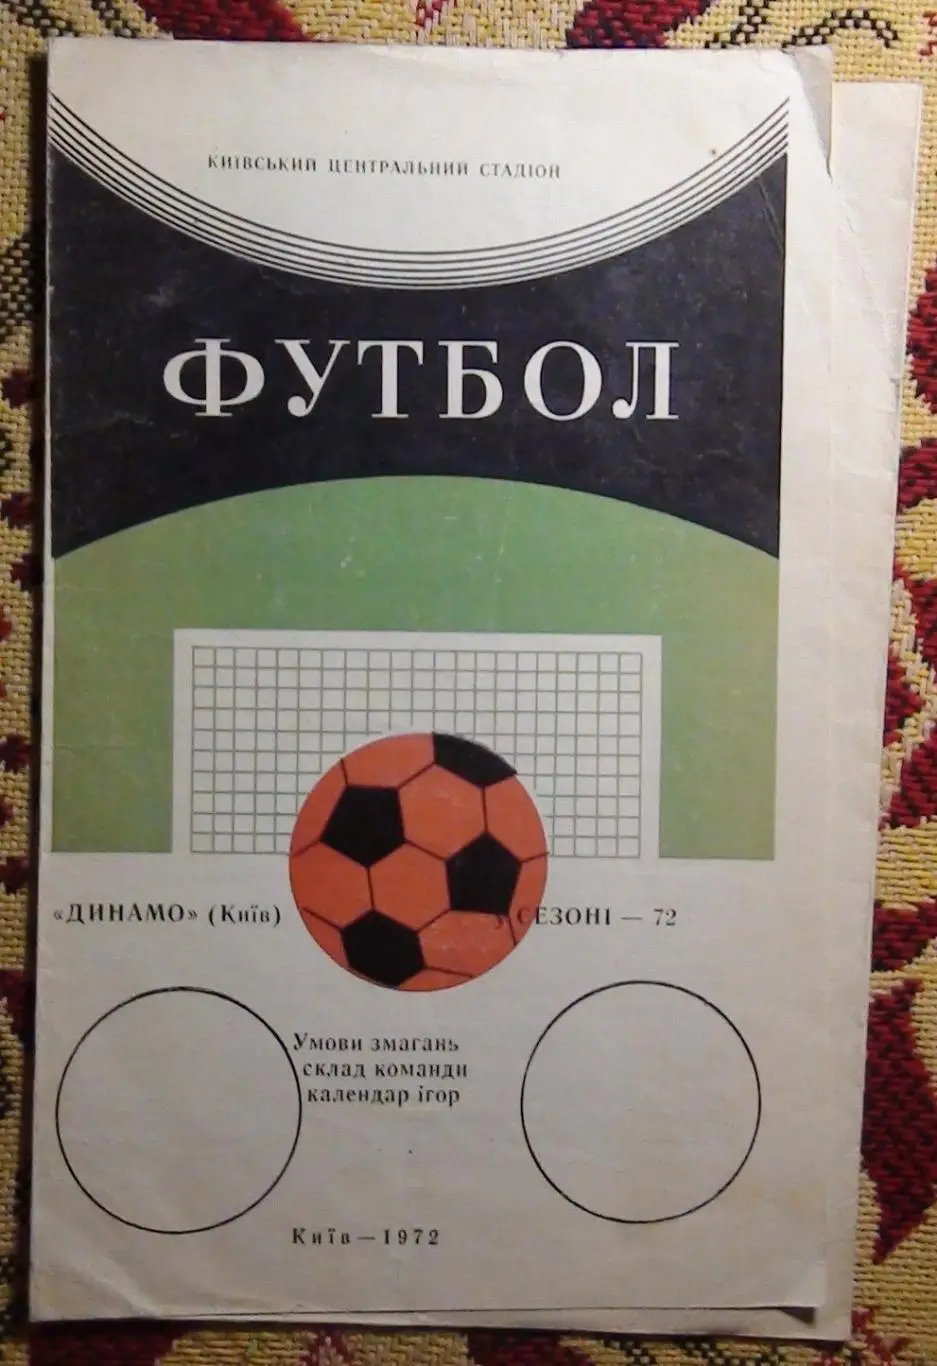 КИЇВСЬКИЙ ЦЕНТРАЛЬНИЙ СТАДІОН
ФУТБОЛ
«ДИНАМО» (Київ) У СЕЗОНІ — 72
Умови змагань
склад команди
календар ігор
Київ — 1972